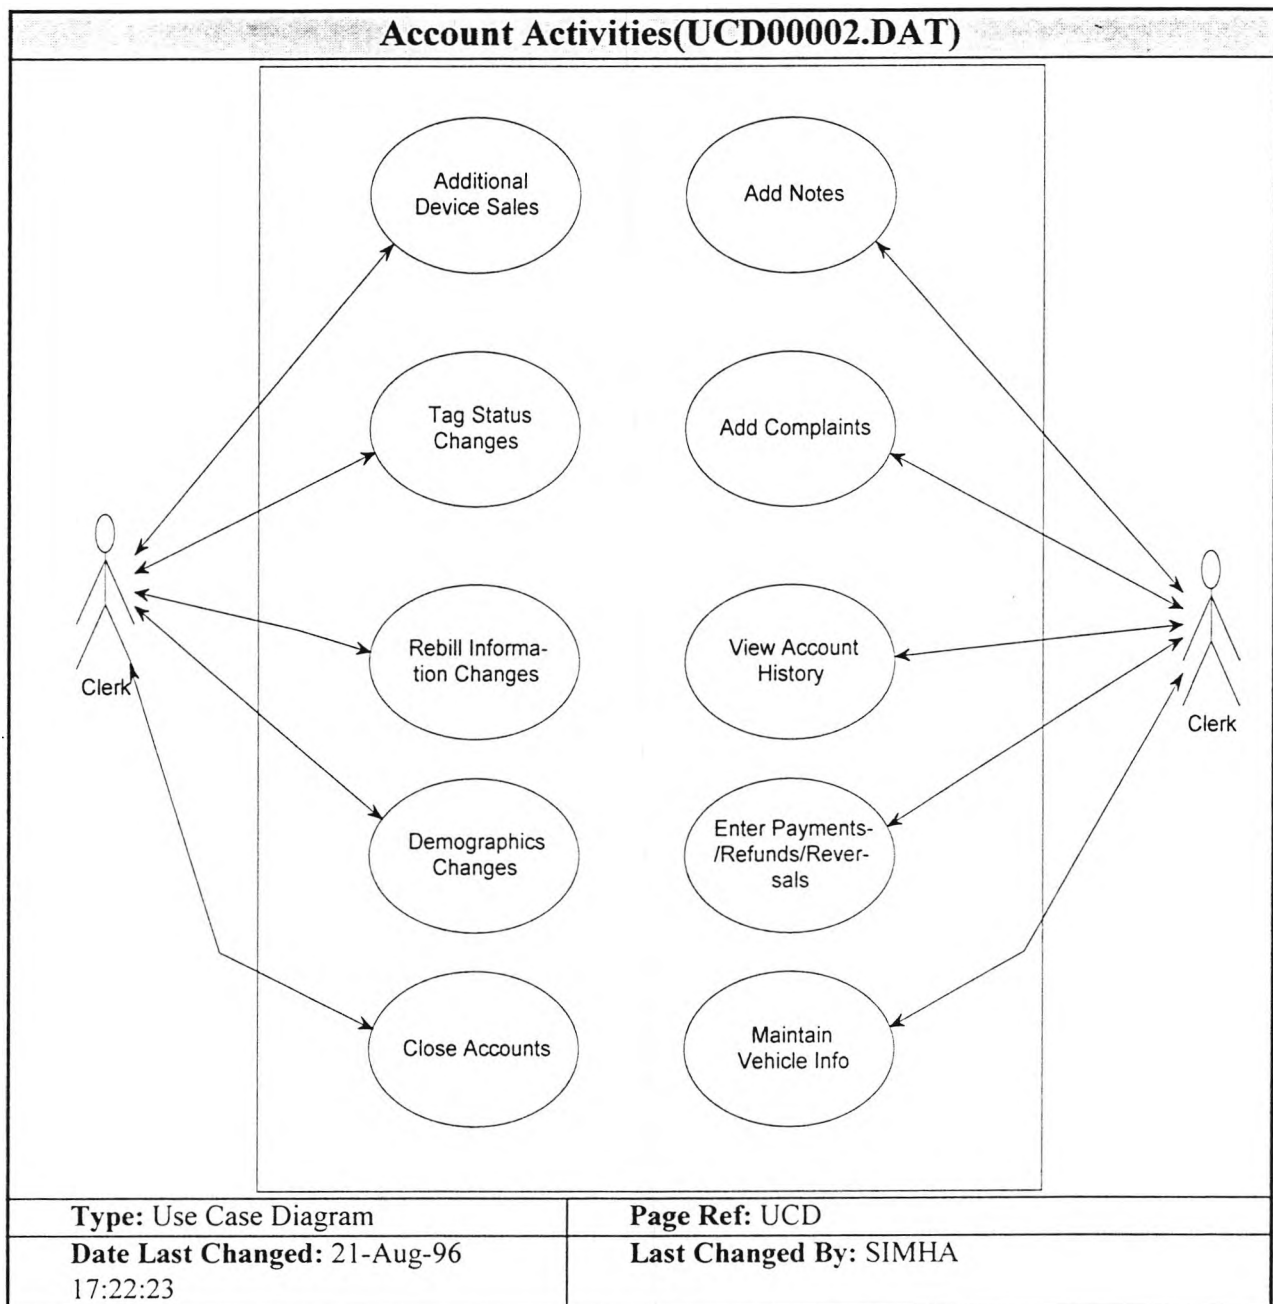 Account Activities(UCD00002.DAT)
Additional
Device Sales
Add Notes
Tag Status
Changes
Add Complaints
Rebill Informa-
tion Changes
View Account
History
Clerk
Clerk
Demographics
Changes
Enter Payments-
/Refunds/Rever-
sals
Close Accounts
Maintain
Vehicle Info
Type: Use Case Diagram
Page Ref: UCD
Date Last Changed: 21-Aug-96
17:22:23
Last Changed By: SIMHA